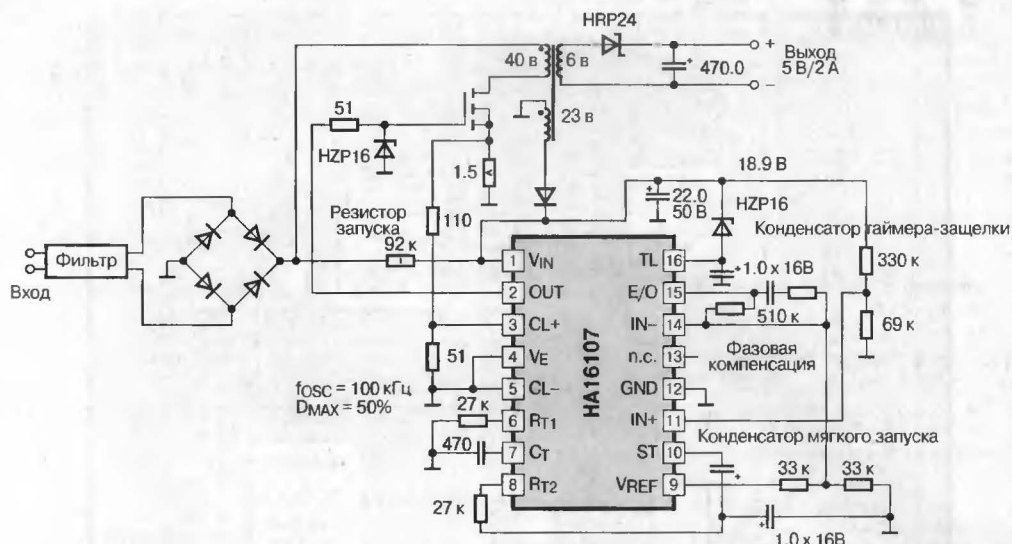 HRP24
40 в
6 в
470.0
Выход
5 В/2 А
51
23 в
HZP16
1.5
18.9 В
22.0
50 В
HZP16
Резистор
запуска
110
Конденсатор таймера-защелки
Фильтр
92 к
Вход
1 VIN
TL 16
1.0 x 16В
330 к
2 OUT
E/O 15
3 CL+
IN– 14
510 к
69 к
51
4 VE
HA16107
n.c. 13
Фазовая
компенсация
fOSC = 100 кГц
DMAX = 50%
5 CL–
GND 12
27 к
6 RT1
IN+ 11
Конденсатор мягкого запуска
470
7 CT
ST 10
33 к
33 к
8 RT2
VREF 9
27 к
1.0 x 16В